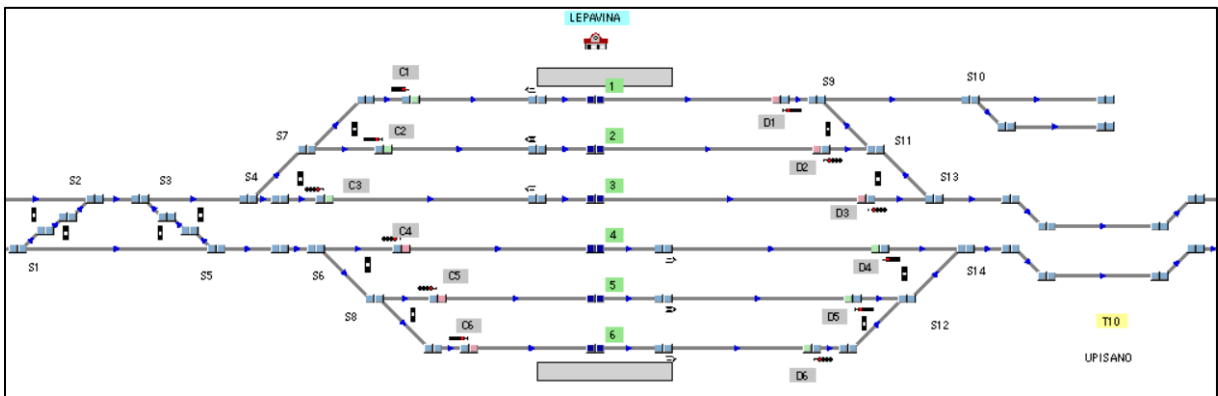 LEPAVINA
C1
1
S9
S10
D1
S7
C2
2
S11
D2
S2
S3
S4
C3
3
S13
D3
C4
4
S1
S5
S6
D4
S14
C5
5
S8
D5
S12
C6
6
T10
D6
UPISANO